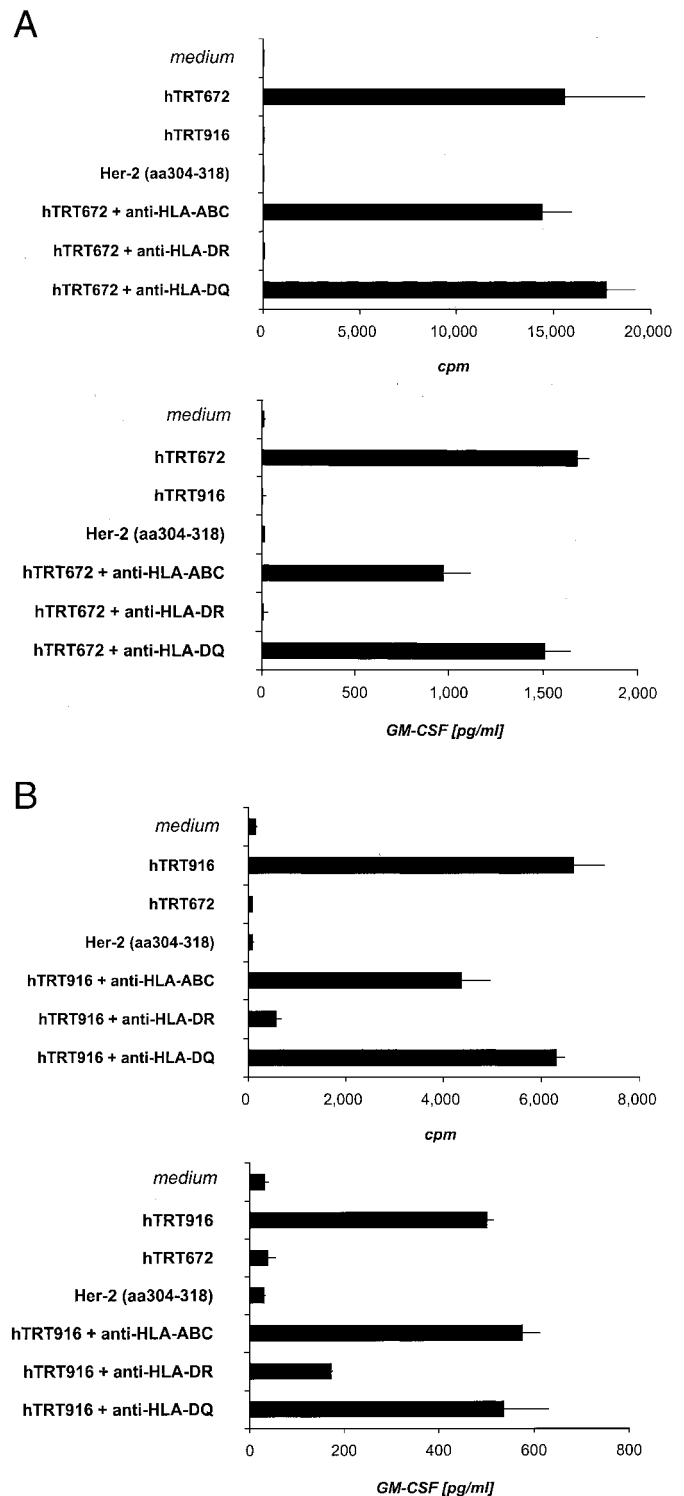 A
medium
hTRT672
hTRT916
Her-2 (aa304-318)
hTRT672 + anti-HLA-ABC
hTRT672 + anti-HLA-DR
hTRT672 + anti-HLA-DQ
0 5,000 10,000 15,000 20,000
cpm
medium
hTRT672
hTRT916
Her-2 (aa304-318)
hTRT672 + anti-HLA-ABC
hTRT672 + anti-HLA-DR
hTRT672 + anti-HLA-DQ
0 500 1,000 1,500 2,000
GM-CSF [pg/ml]
B
medium
hTRT916
hTRT672
Her-2 (aa304-318)
hTRT916 + anti-HLA-ABC
hTRT916 + anti-HLA-DR
hTRT916 + anti-HLA-DQ
0 2,000 4,000 6,000 8,000
cpm
medium
hTRT916
hTRT672
Her-2 (aa304-318)
hTRT916 + anti-HLA-ABC
hTRT916 + anti-HLA-DR
hTRT916 + anti-HLA-DQ
0 200 400 600 800
GM-CSF [pg/ml]